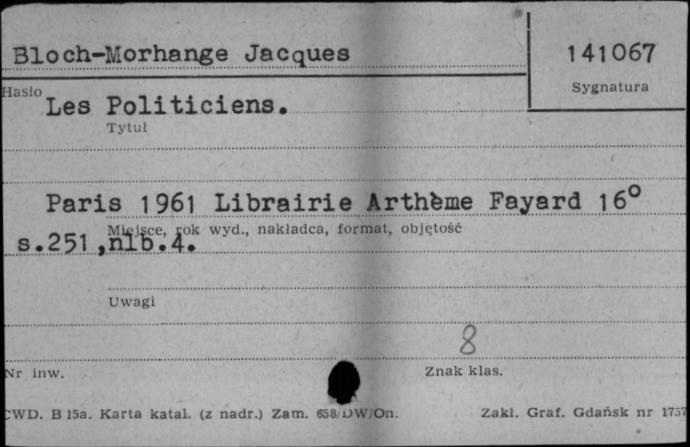 Bloch-Morhange Jacques
141067
Hasło
Sygnatura
Les Politiciens.
Tytuł
Paris 1961 Librairie Arthème Fayard 16°
Miejsce, rok wyd., nakładca, format, objętość
s.251,nlb.4.
Uwagi
8
Nr inw.
Znak klas.
CWD. B 15a. Karta katal. (z nadr.) Zam. 658/DW/On.
Zakł. Graf. Gdańsk nr 1737